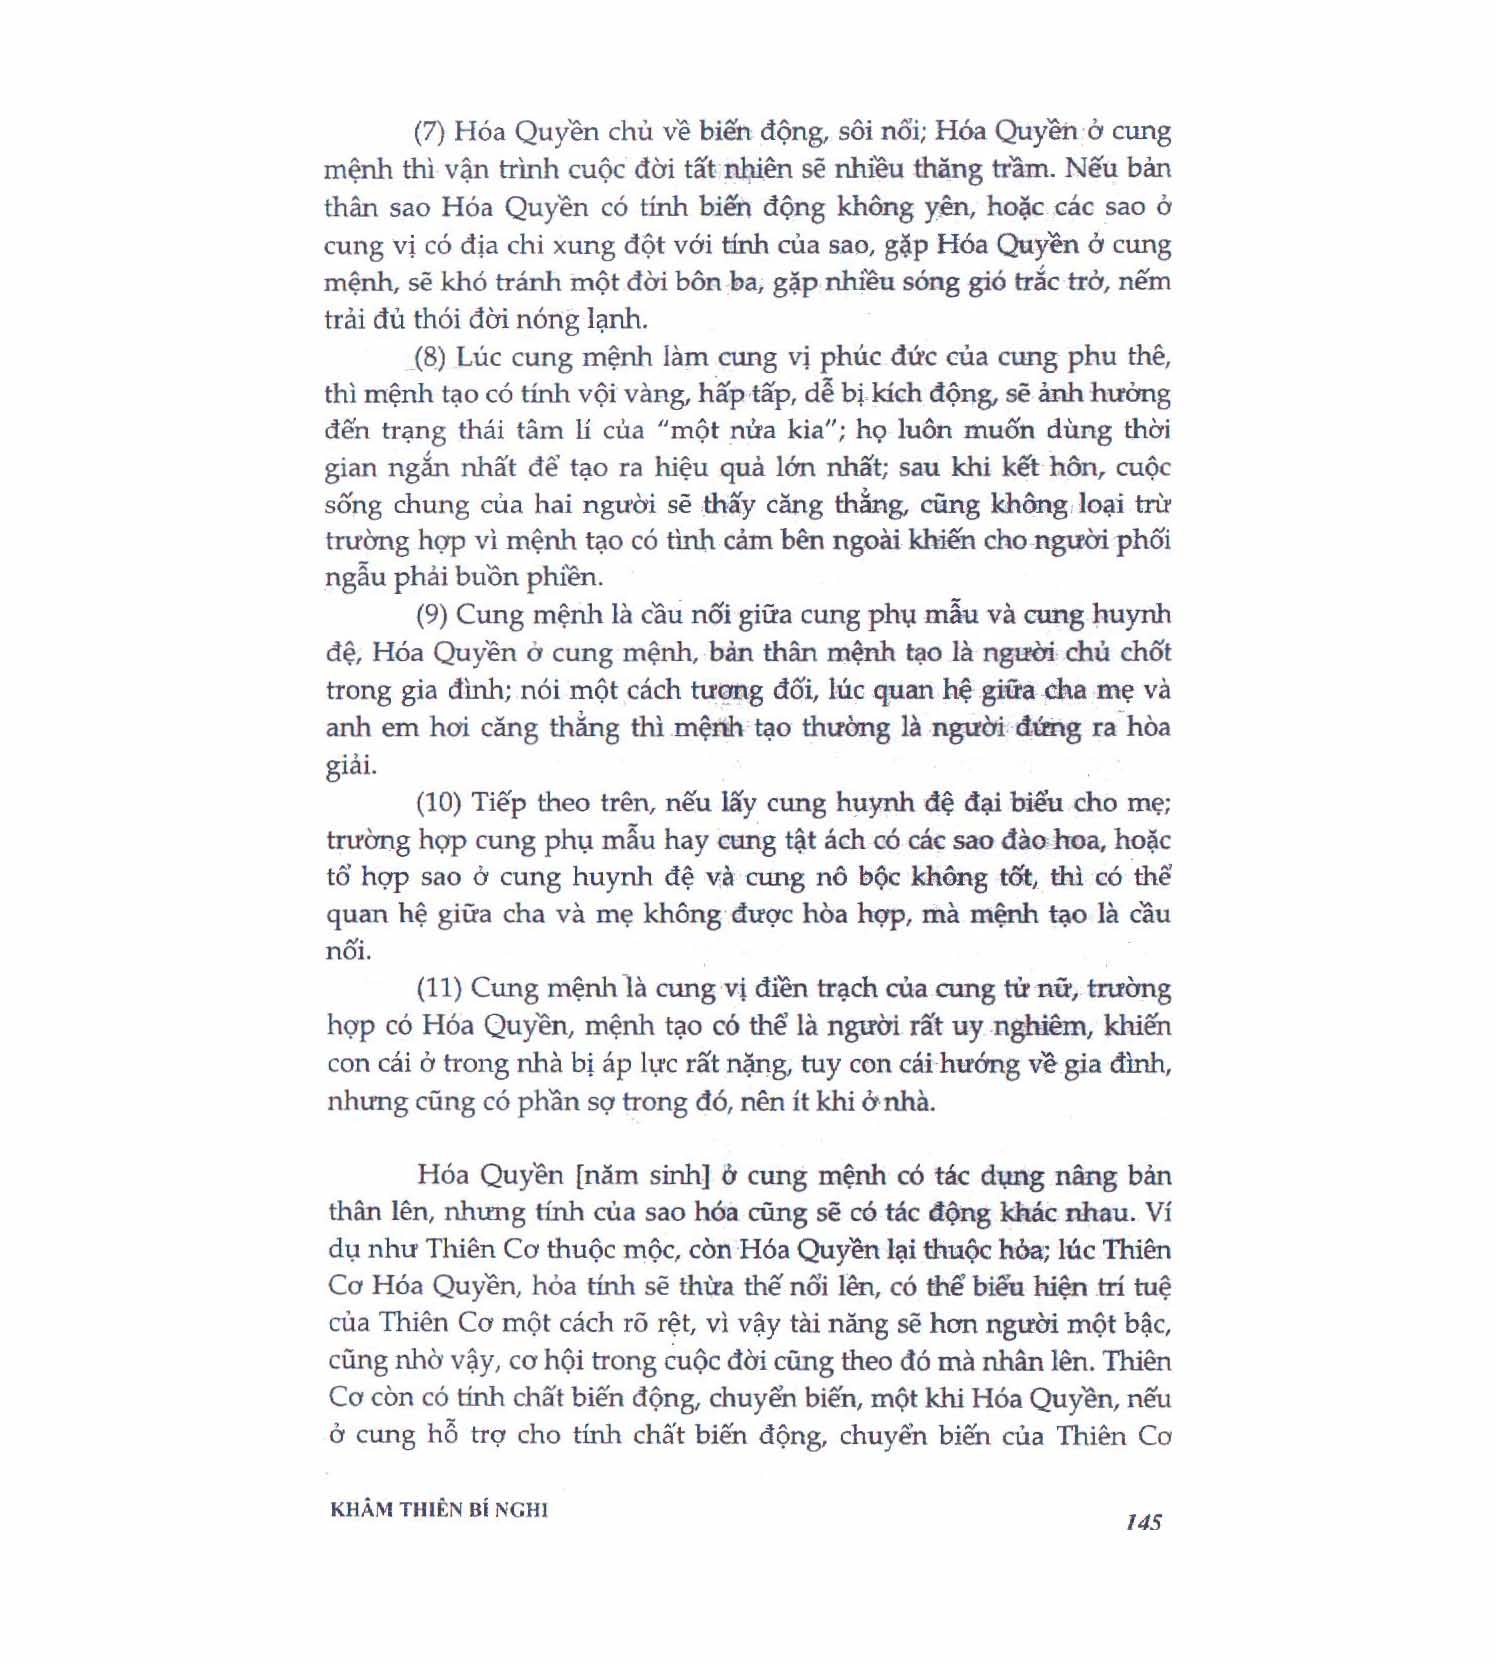 (7) Hóa Quyền chủ về biến động, sôi nổi; Hóa Quyền ở cung
mệnh thì vận trình cuộc đời tất nhiên sẽ nhiều thăng trầm. Nếu bản
thân sao Hóa Quyền có tính biến động không yên, hoặc các sao ở
cung vị có địa chi xung đột với tính của sao, gặp Hóa Quyền ở cung
mệnh, sẽ khó tránh một đời bôn ba, gặp nhiều sóng gió trắc trở, nếm
trải đủ thói đời nóng lạnh.
(8) Lúc cung mệnh làm cung vị phúc đức của cung phu thê,
thì mệnh tạo có tính vội vàng, hấp tấp, dễ bị kích động, sẽ ảnh hưởng
đến trạng thái tâm lí của "một nửa kia"; họ luôn muốn dùng thời
gian ngắn nhất để tạo ra hiệu quả lớn nhất; sau khi kết hôn, cuộc
sống chung của hai người sẽ thấy căng thẳng, cũng không loại trừ
trường hợp vì mệnh tạo có tình cảm bên ngoài khiến cho người phối
ngẫu phải buồn phiền.
(9) Cung mệnh là cầu nối giữa cung phụ mẫu và cung huynh
đệ, Hóa Quyền ở cung mệnh, bản thân mệnh tạo là người chủ chốt
trong gia đình; nói một cách tương đối, lúc quan hệ giữa cha mẹ và
anh em hơi căng thẳng thì mệnh tạo thường là người đứng ra hòa
giải.
(10) Tiếp theo trên, nếu lấy cung huynh đệ đại biểu cho mẹ;
trường hợp cung phụ mẫu hay cung tật ách có các sao đào hoa, hoặc
tổ hợp sao ở cung huynh đệ và cung nô bộc không tốt, thì có thể
quan hệ giữa cha và mẹ không được hòa hợp, mà mệnh tạo là cầu
nối.
(11) Cung mệnh là cung vị điền trạch của cung tử nữ, trường
hợp có Hóa Quyền, mệnh tạo có thể là người rất uy nghiêm, khiến
con cái ở trong nhà bị áp lực rất nặng, tuy con cái hướng về gia đình,
nhưng cũng có phần sợ trong đó, nên ít khi ở nhà.
Hóa Quyền [năm sinh] ở cung mệnh có tác dụng nâng bản
thân lên, nhưng tính của sao hóa cũng sẽ có tác động khác nhau. Ví
dụ như Thiên Cơ thuộc mộc, còn Hóa Quyền lại thuộc hỏa; lúc Thiên
Cơ Hóa Quyền, hỏa tính sẽ thừa thế nổi lên, có thể biểu hiện trí tuệ
của Thiên Cơ một cách rõ rệt, vì vậy tài năng sẽ hơn người một bậc,
cũng nhờ vậy, cơ hội trong cuộc đời cũng theo đó mà nhân lên. Thiên
Cơ còn có tính chất biến động, chuyển biến, một khi Hóa Quyền, nếu
ở cung hỗ trợ cho tính chất biến động, chuyển biến của Thiên Cơ
KHÂM THIÊN BÍ NGHI
145